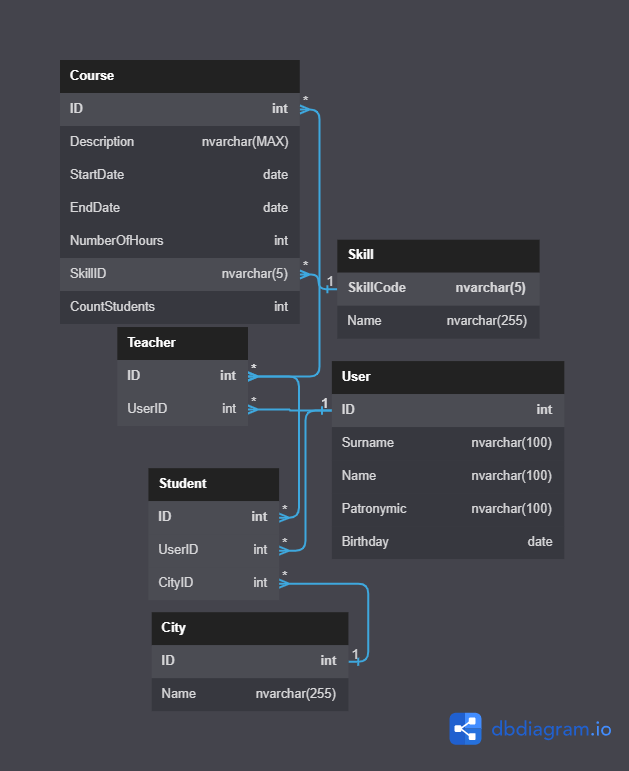 Course
ID int
Description nvarchar(MAX)
StartDate date
EndDate date
NumberOfHours int
SkillID nvarchar(5)
CountStudents int
*
*
1
Skill
SkillCode nvarchar(5)
Name nvarchar(255)
Teacher
ID int
UserID int
*
*
1
User
ID int
Surname nvarchar(100)
Name nvarchar(100)
Patronymic nvarchar(100)
Birthday date
Student
ID int
UserID int
CityID int
*
*
*
City
ID int
Name nvarchar(255)
1
dbdiagram.io